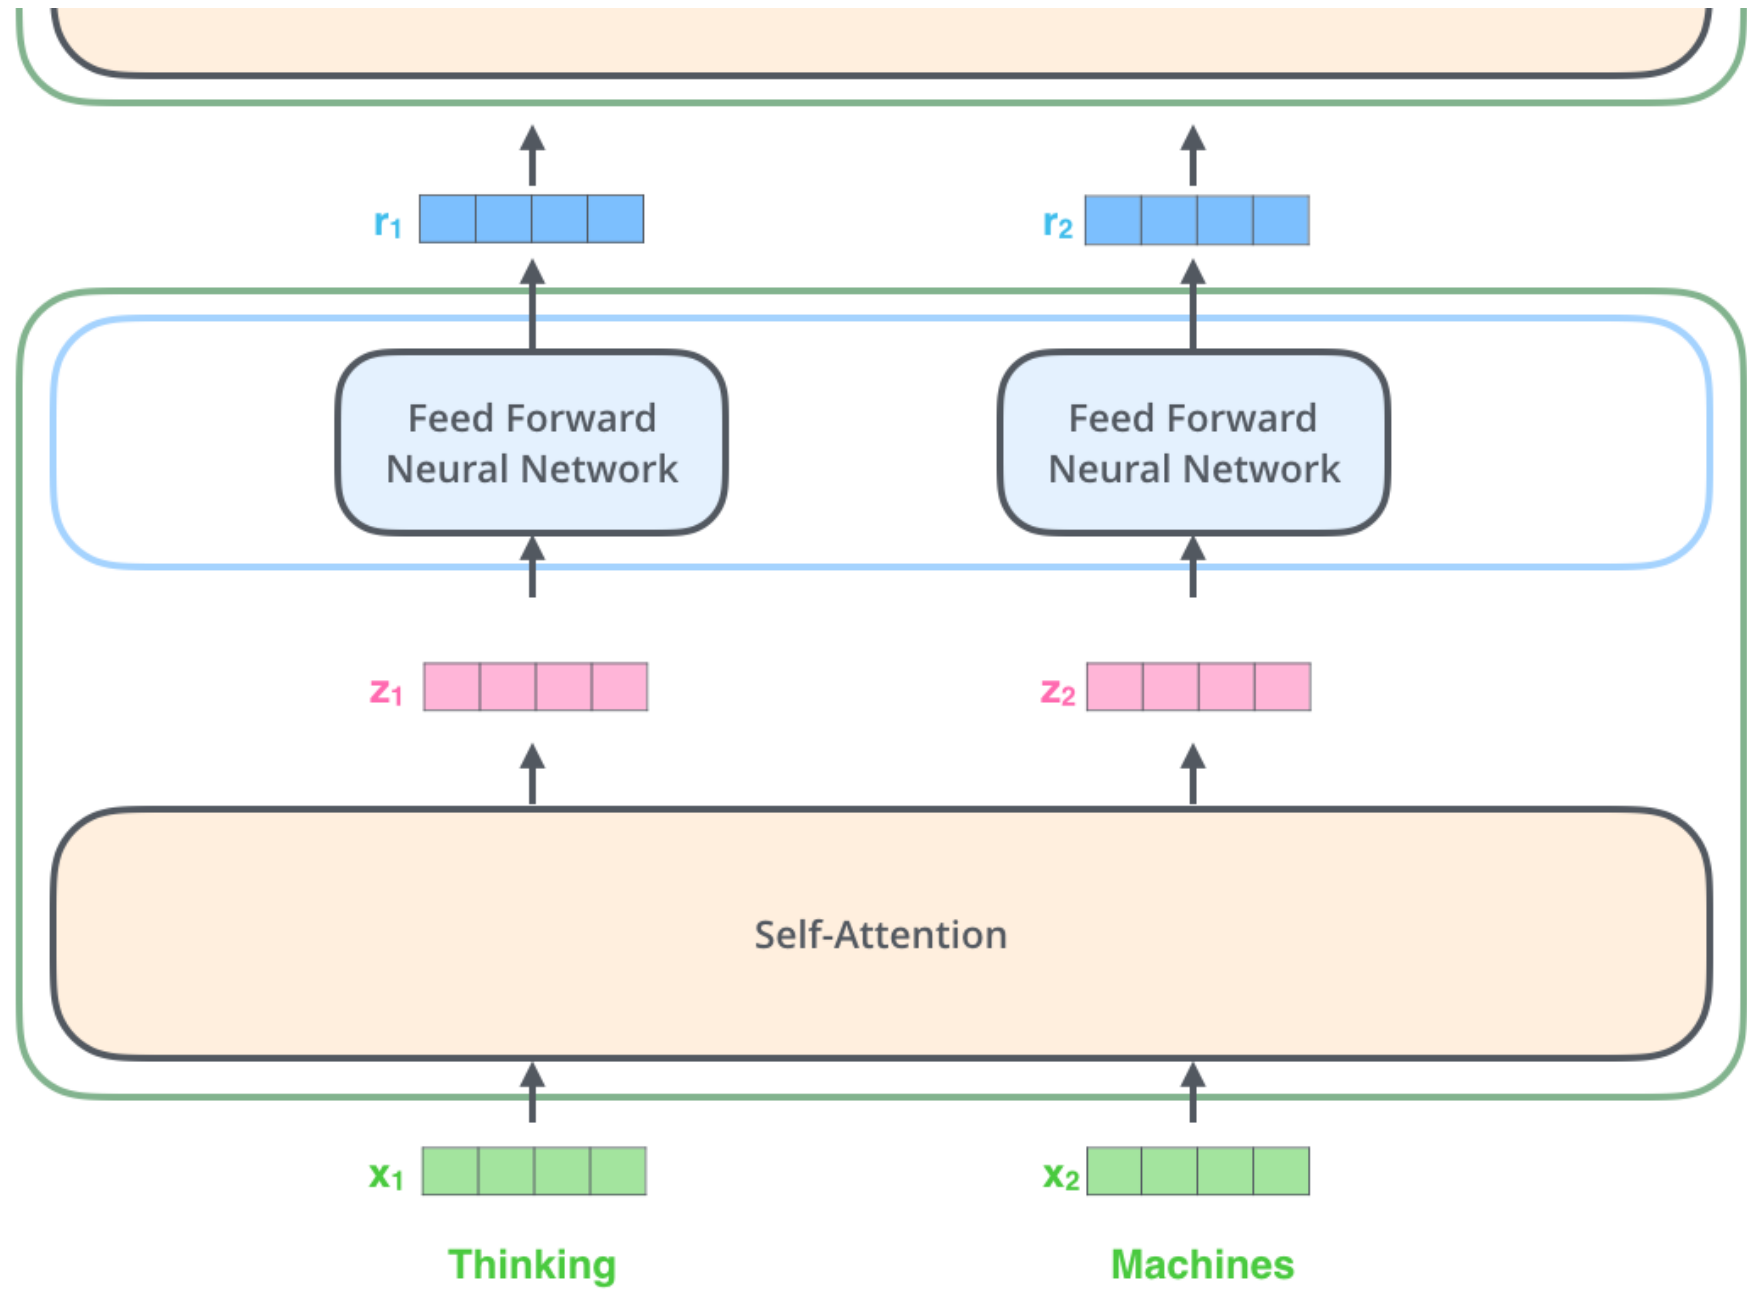 r₁ r₂
Feed Forward Feed Forward
Neural Network Neural Network
z₁ z₂
Self-Attention
x₁ x₂
Thinking Machines